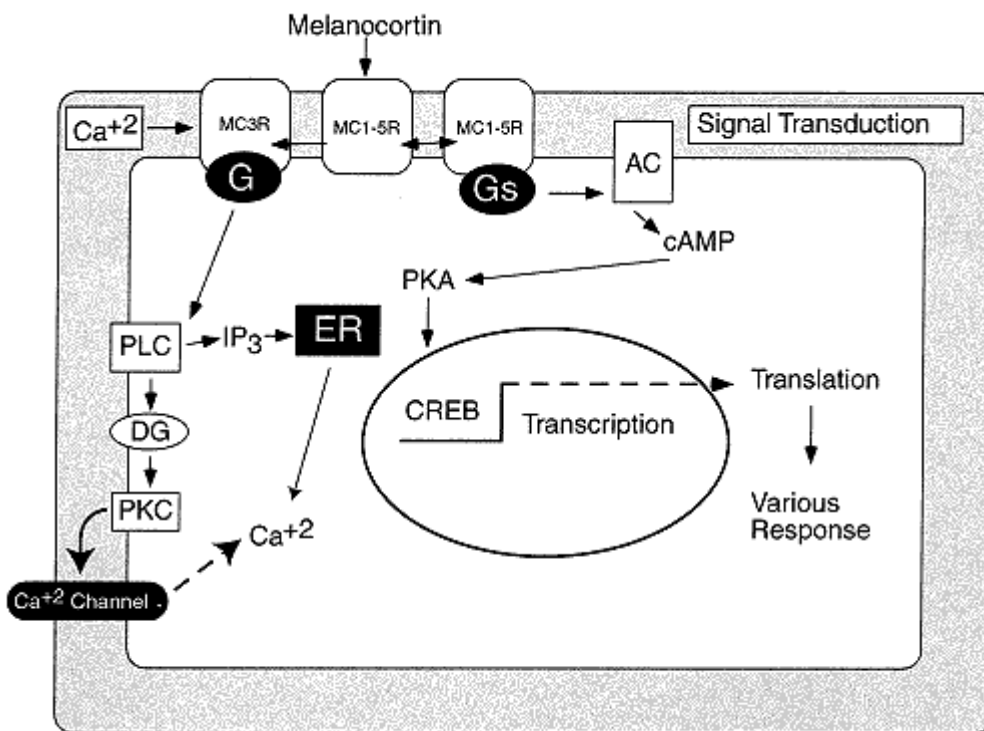 Melanocortin
Ca+2
MC3R
MC1-5R
MC1-5R
Signal Transduction
G
Gs
AC
cAMP
PKA
PLC
IP3
ER
CREB
Transcription
Translation
DG
PKC
Ca+2
Various
Response
Ca+2 Channel